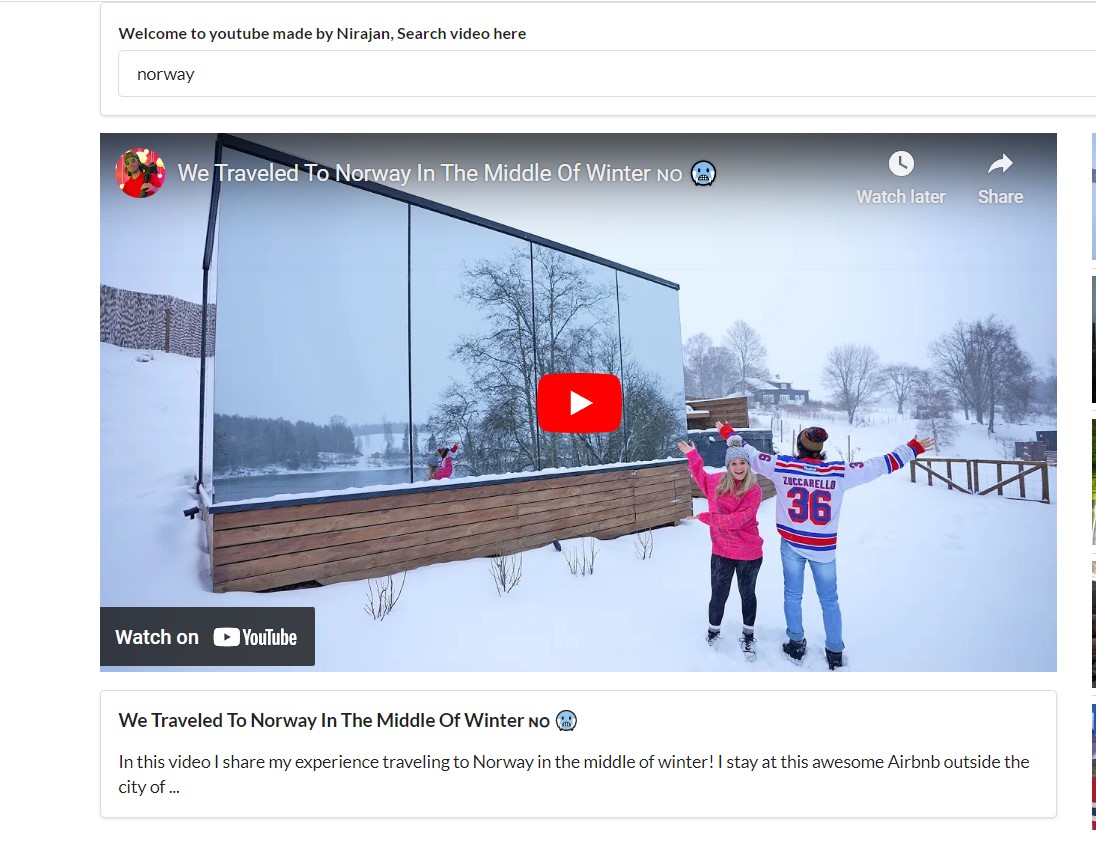 Welcome to youtube made by Nirajan, Search video here
norway
We Traveled To Norway In The Middle Of Winter NO 🥶
Watch later
Share
ZUCCARELLO
36
36
Watch on YouTube
We Traveled To Norway In The Middle Of Winter NO 🥶
In this video I share my experience traveling to Norway in the middle of winter! I stay at this awesome Airbnb outside the
city of ...